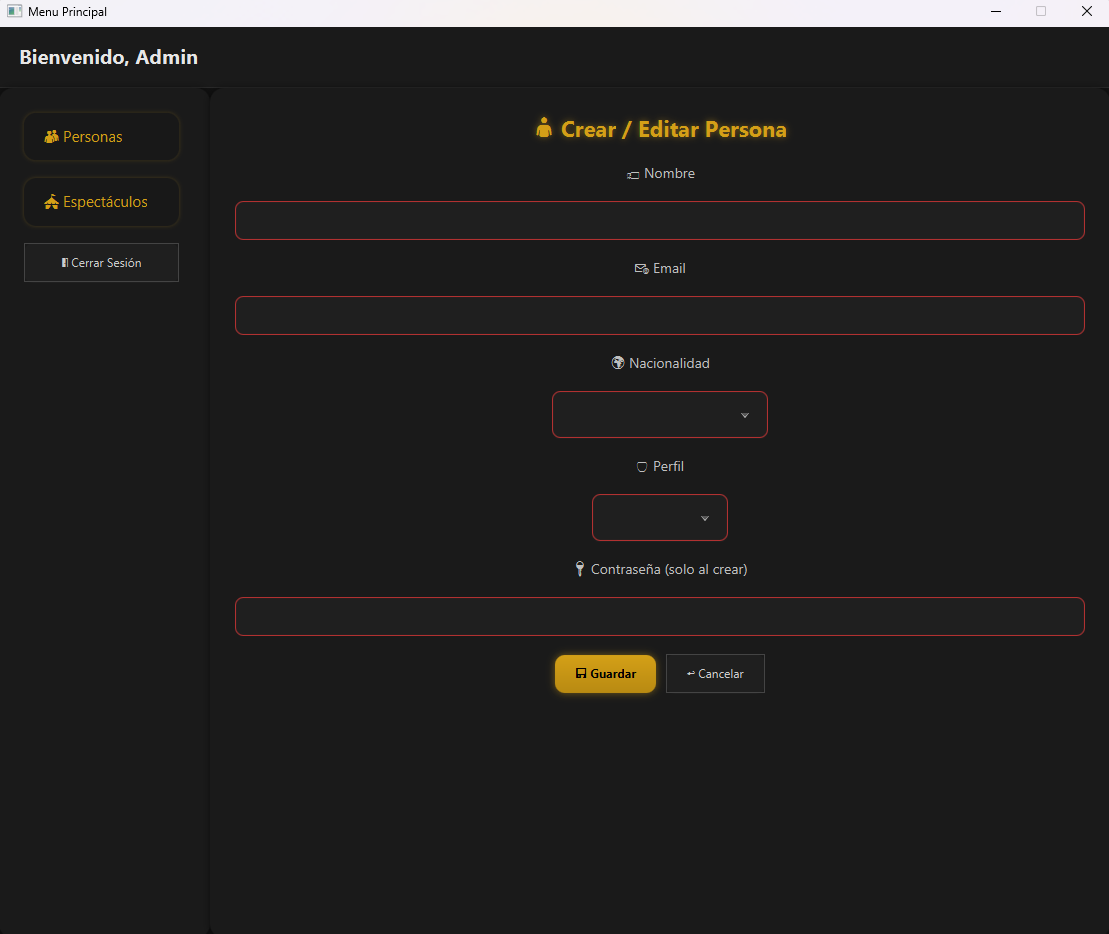 Menu Principal
Bienvenido, Admin
Personas
Espectáculos
Cerrar Sesión
Crear / Editar Persona
Nombre
Email
Nacionalidad
Perfil
Contraseña (solo al crear)
Guardar
Cancelar